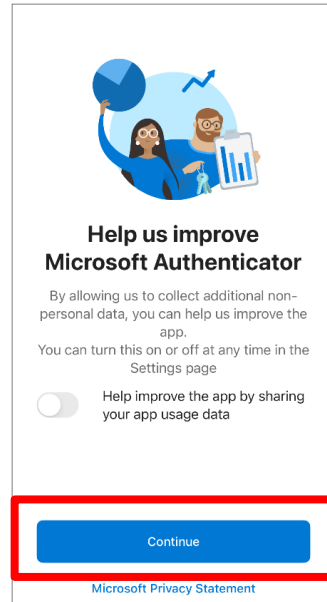 Help us improve
Microsoft Authenticator
By allowing us to collect additional non-
personal data, you can help us improve the
app.
You can turn this on or off at any time in the
Settings page
Help improve the app by sharing
your app usage data
Continue
Microsoft Privacy Statement